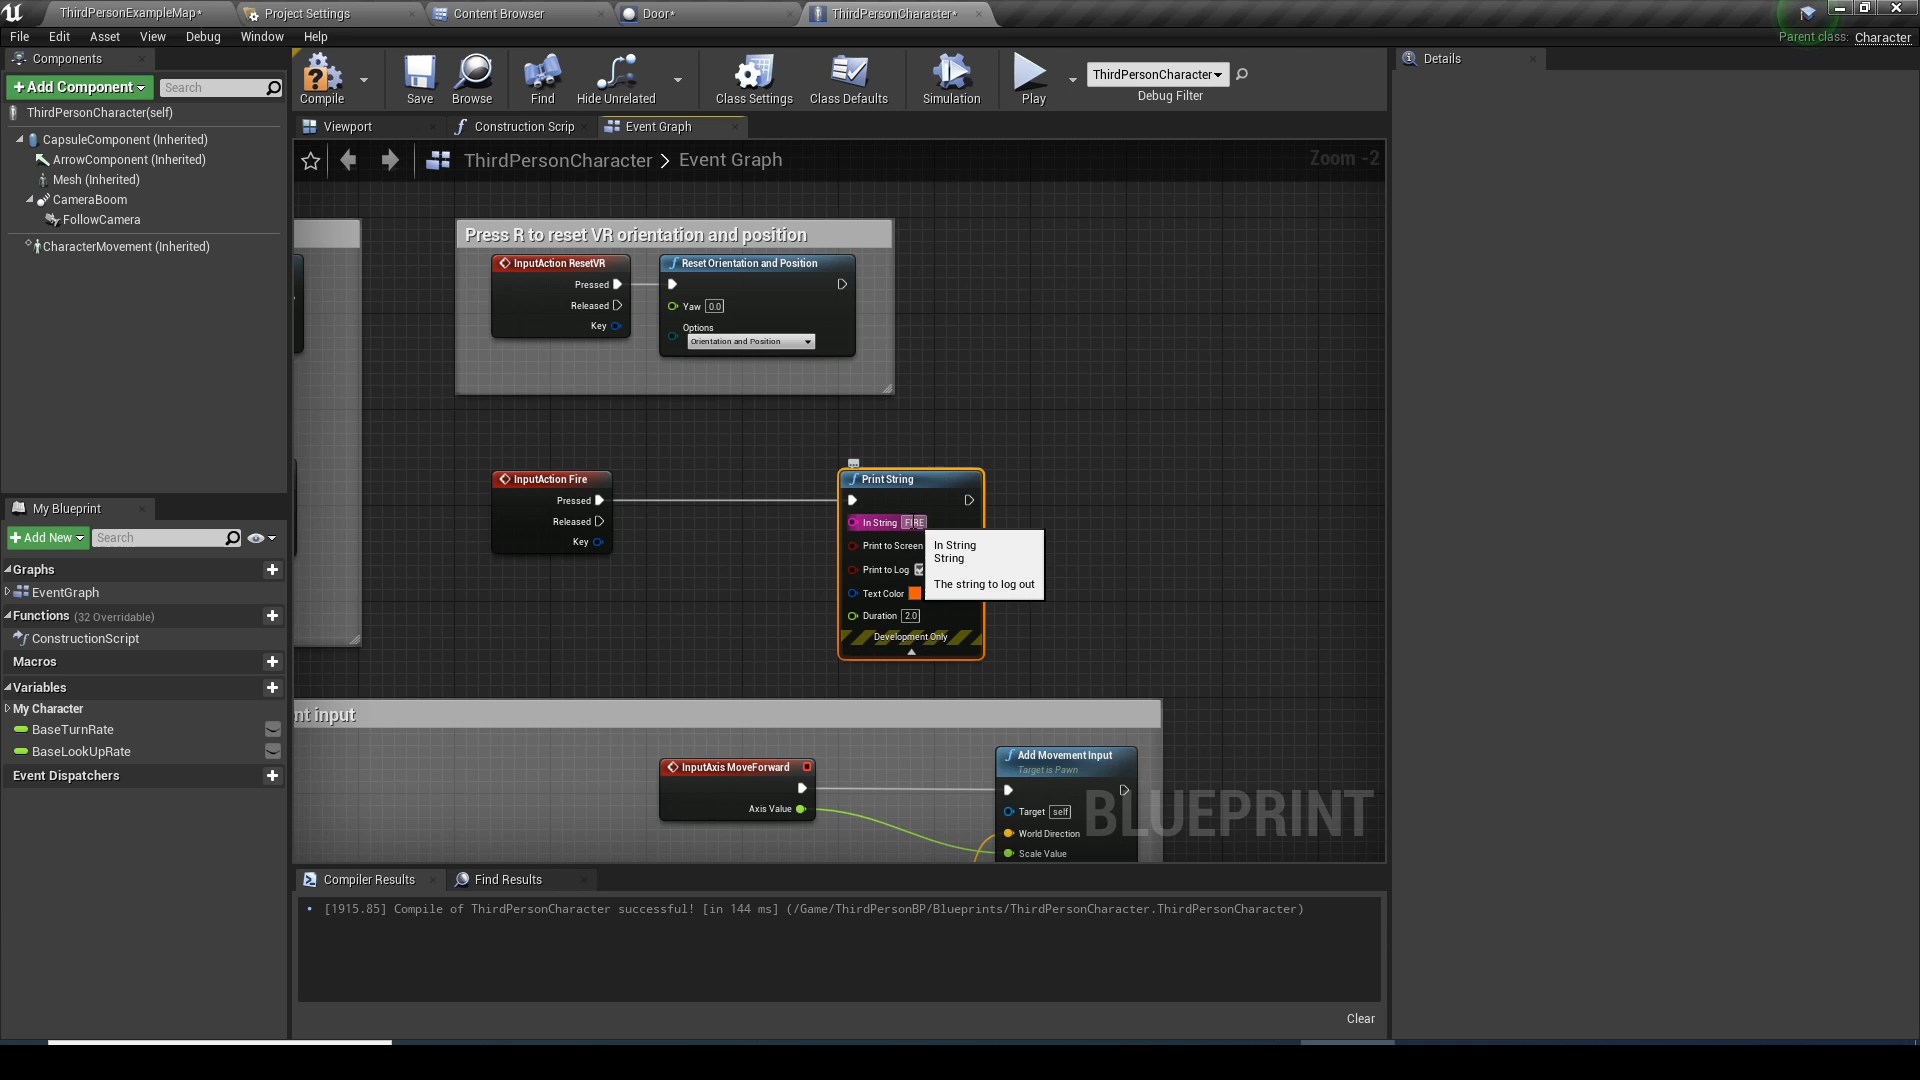 ThirdPersonExampleMap*
Project Settings
Content Browser
Door*
ThirdPersonCharacter*
File Edit Asset View Debug Window Help
Parent class: Character
Components
+Add Component
Search
ThirdPersonCharacter(self)
CapsuleComponent (Inherited)
ArrowComponent (Inherited)
Mesh (Inherited)
CameraBoom
FollowCamera
CharacterMovement (Inherited)
Compile
Save
Browse
Find
Hide Unrelated
Class Settings
Class Defaults
Simulation
Play
ThirdPersonCharacter
Debug Filter
Details
Viewport
Construction Scrip
Event Graph
ThirdPersonCharacter > Event Graph
Zoom -2
Press R to reset VR orientation and position
InputAction ResetVR
Pressed
Released
Key
Reset Orientation and Position
Yaw 0.0
Options
Orientation and Position
InputAction Fire
Pressed
Released
Key
Print String
In String FIRE
Print to Screen
Print to Log
Text Color
Duration 2.0
Development Only
In String
String
The string to log out
nt input
InputAxis MoveForward
Axis Value
Add Movement Input
Target is Pawn
Target self
World Direction
Scale Value
BLUEPRINT
My Blueprint
+Add New
Search
Graphs
EventGraph
Functions (32 Overridable)
ConstructionScript
Macros
Variables
My Character
BaseTurnRate
BaseLookUpRate
Event Dispatchers
Compiler Results
Find Results
[1915.85] Compile of ThirdPersonCharacter successful! [in 144 ms] (/Game/ThirdPersonBP/Blueprints/ThirdPersonCharacter.ThirdPersonCharacter)
Clear